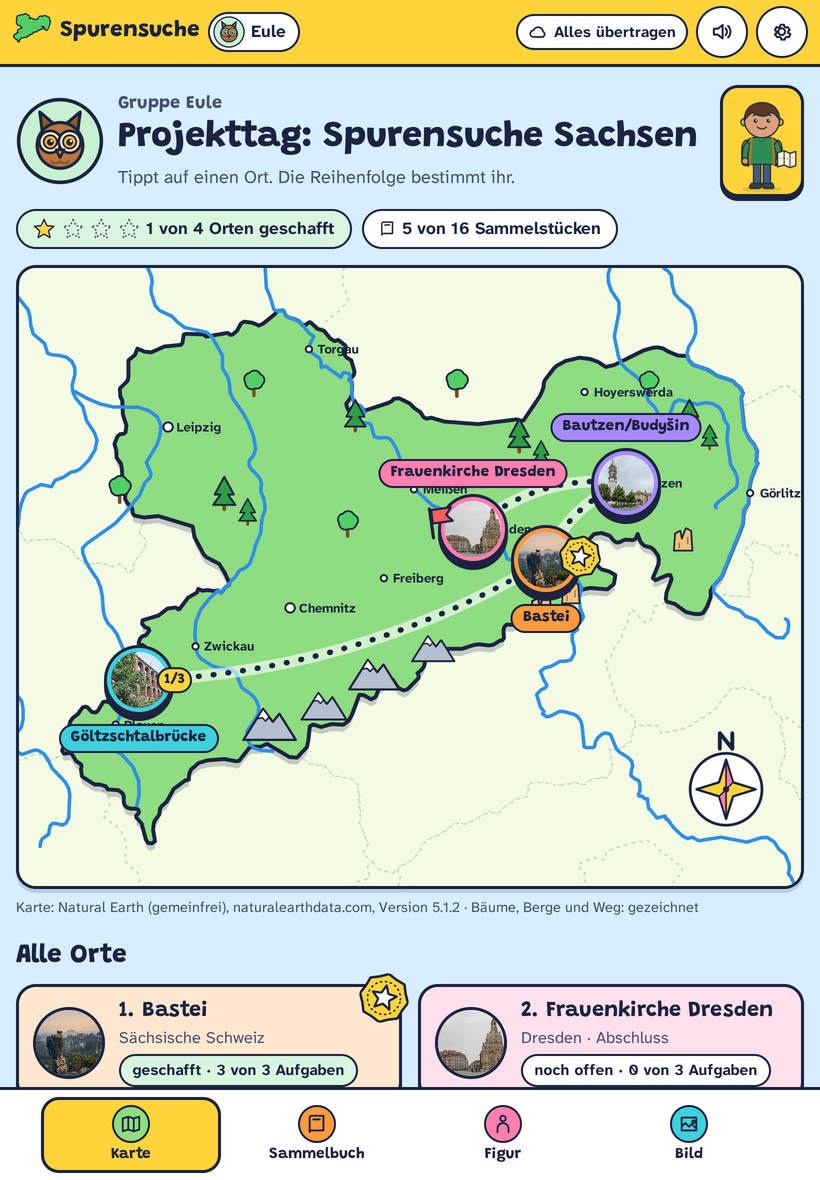 Spurensuche
Eule
Alles übertragen
Gruppe Eule
Projekttag: Spurensuche Sachsen
Tippt auf einen Ort. Die Reihenfolge bestimmt ihr.
1 von 4 Orten geschafft
5 von 16 Sammelstücken
Torgau
Hoyerswerda
Leipzig
Bautzen/Budyšin
Frauenkirche Dresden
Meißen
zen
Görlitz
den
Freiberg
Chemnitz
Bastei
Zwickau
1/3
Göltzschtalbrücke
N
Karte: Natural Earth (gemeinfrei), naturalearthdata.com, Version 5.1.2 · Bäume, Berge und Weg: gezeichnet
Alle Orte
1. Bastei
Sächsische Schweiz
geschafft · 3 von 3 Aufgaben
2. Frauenkirche Dresden
Dresden · Abschluss
noch offen · 0 von 3 Aufgaben
Karte
Sammelbuch
Figur
Bild